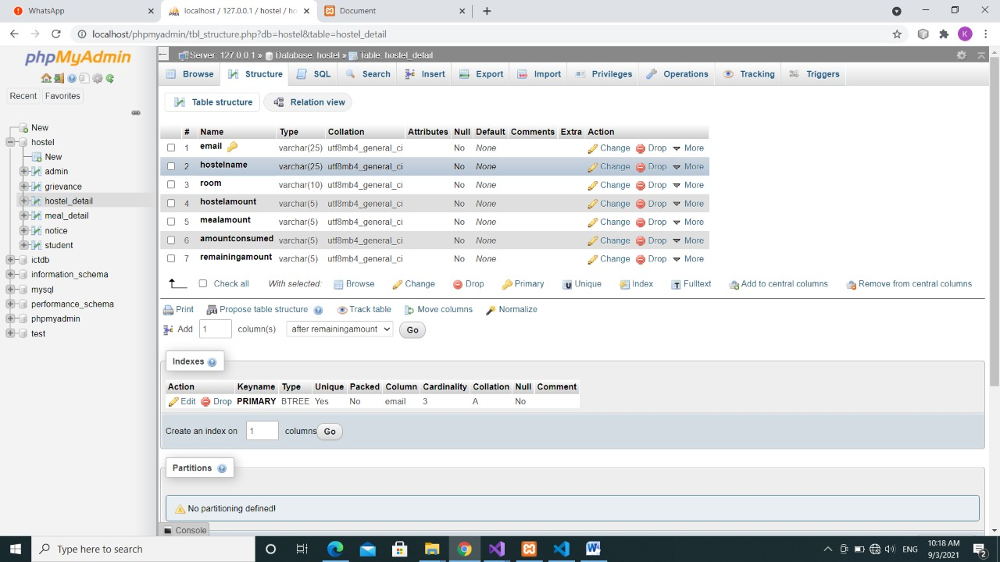 WhatsApp
localhost / 127.0.0.1 / hostel / ho
Document
localhost/phpmyadmin/tbl_structure.php?db=hostel&table=hostel_detail
K
phpMyAdmin
Recent Favorites
New
hostel
New
admin
grievance
hostel_detail
meal_detail
notice
student
ictdb
information_schema
mysql
performance_schema
phpmyadmin
test
Server: 127.0.0.1 » Database: hostel » Table: hostel_detail
Browse Structure SQL Search Insert Export Import Privileges Operations Tracking Triggers
Table structure Relation view
# Name Type Collation Attributes Null Default Comments Extra Action
1 email varchar(25) utf8mb4_general_ci No None Change Drop More
2 hostelname varchar(25) utf8mb4_general_ci No None Change Drop More
3 room varchar(10) utf8mb4_general_ci No None Change Drop More
4 hostelamount varchar(5) utf8mb4_general_ci No None Change Drop More
5 mealamount varchar(5) utf8mb4_general_ci No None Change Drop More
6 amountconsumed varchar(5) utf8mb4_general_ci No None Change Drop More
7 remainingamount varchar(5) utf8mb4_general_ci No None Change Drop More
Check all With selected: Browse Change Drop Primary Unique Index Fulltext Add to central columns Remove from central columns
Print Propose table structure Track table Move columns Normalize
Add 1 column(s) after remainingamount Go
Indexes
Action Keyname Type Unique Packed Column Cardinality Collation Null Comment
Edit Drop PRIMARY BTREE Yes No email 3 A No
Create an index on 1 columns Go
Partitions
No partitioning defined!
Console
Type here to search
ENG
10:18 AM
9/3/2021
2